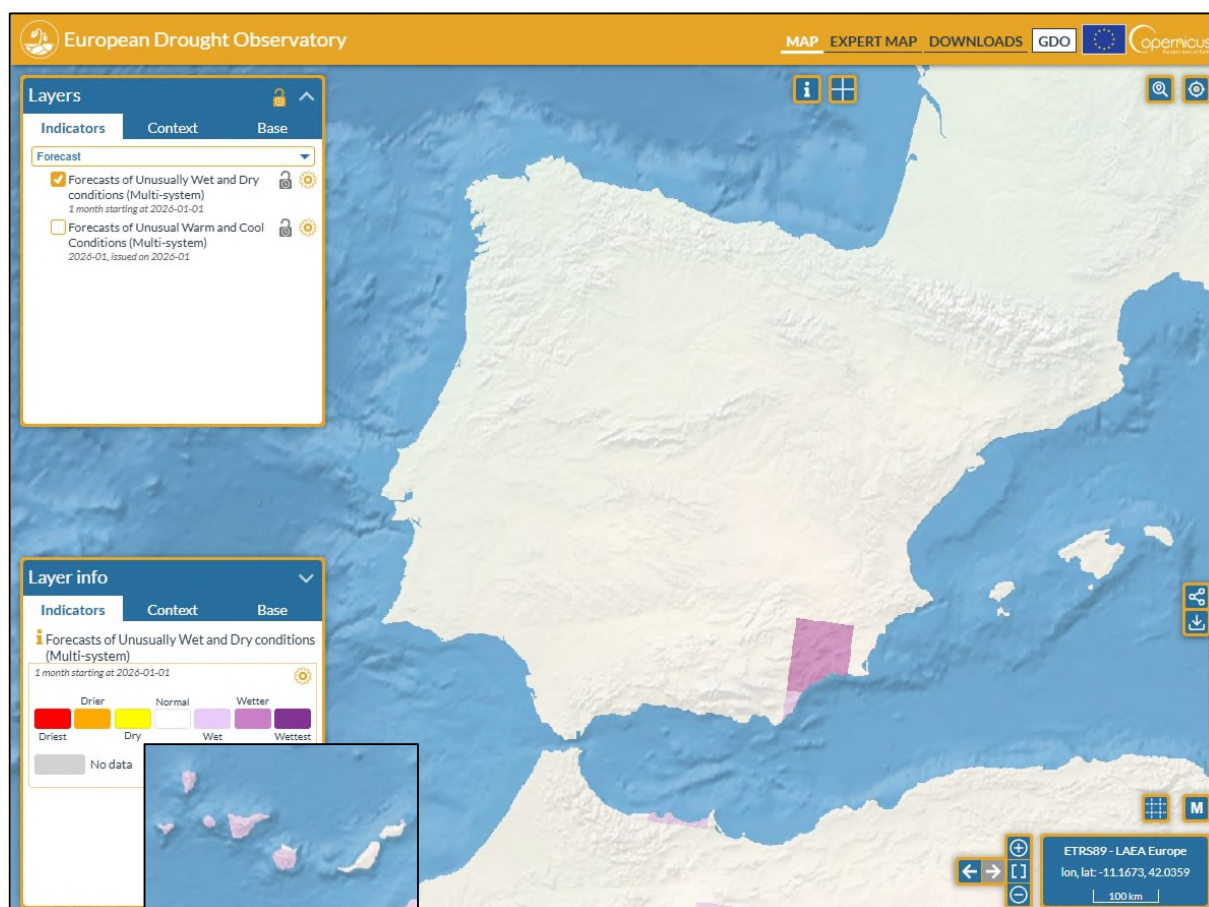 European Drought Observatory
MAP EXPERT MAP DOWNLOADS GDO opernicus
Layers
Indicators Context Base
Forecast
Forecasts of Unusually Wet and Dry
conditions (Multi-system)
1 month starting at 2026-01-01
Forecasts of Unusual Warm and Cool
Conditions (Multi-system)
2026-01, issued on 2026-01
Layer info
Indicators Context Base
Forecasts of Unusually Wet and Dry conditions
(Multi-system)
1 month starting at 2026-01-01
Drier Normal Wetter
Driest Dry Wet Wettest
No data
M
ETRS89 - LAEA Europe
lon, lat: -11.1673, 42.0359
100 km